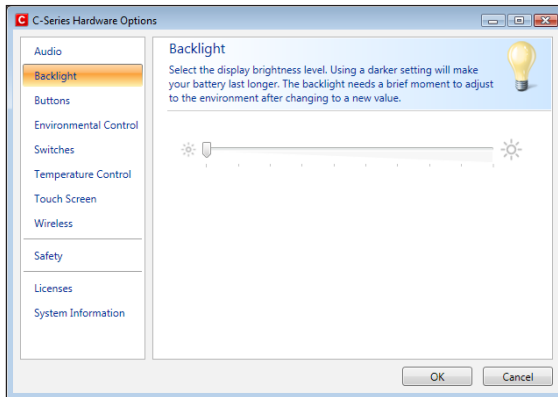 C C-Series Hardware Options
Audio
Backlight
Buttons
Environmental Control
Switches
Temperature Control
Touch Screen
Wireless
Safety
Licenses
System Information
Backlight
Select the display brightness level. Using a darker setting will make
your battery last longer. The backlight needs a brief moment to adjust
to the environment after changing to a new value.
OK
Cancel